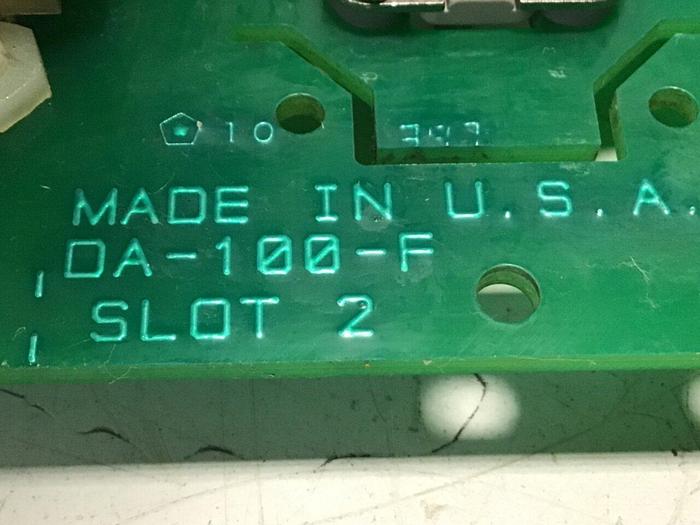 10
MADE IN U.S.A.
DA-100-F
SLOT 2